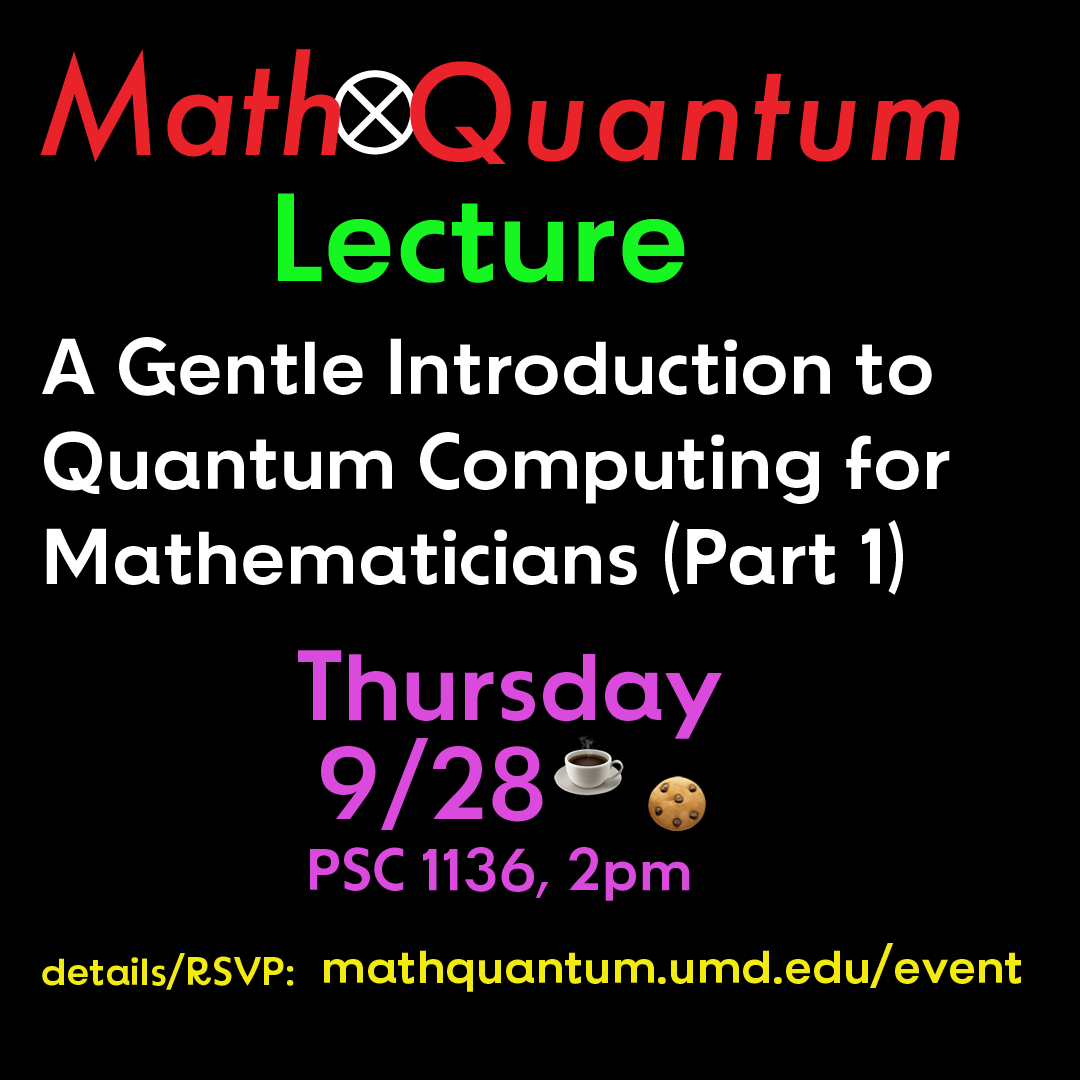 Math⊗Quantum
Lecture
A Gentle Introduction to
Quantum Computing for
Mathematicians (Part 1)
Thursday
9/28
PSC 1136, 2pm
details/RSVP: mathquantum.umd.edu/event